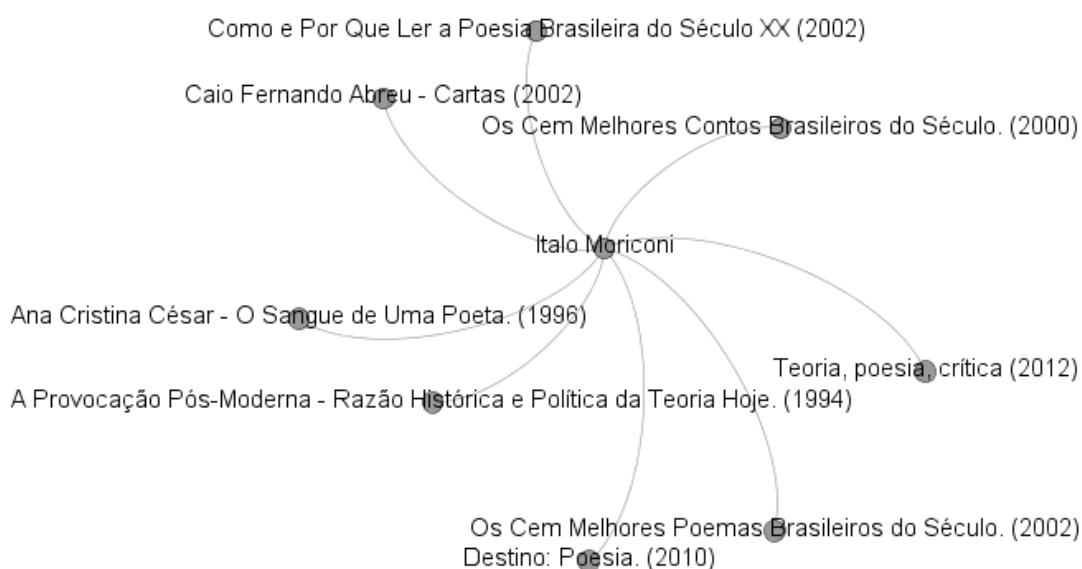 Como e Por Que Ler a Poesia Brasileira do Século XX (2002)
Caio Fernando Abreu - Cartas (2002)
Os Cem Melhores Contos Brasileiros do Século. (2000)
Italo Moriconi
Ana Cristina César - O Sangue de Uma Poeta. (1996)
Teoria, poesia, crítica (2012)
A Provocação Pós-Moderna - Razão Histórica e Política da Teoria Hoje. (1994)
Os Cem Melhores Poemas Brasileiros do Século. (2002)
Destino: Poesia. (2010)